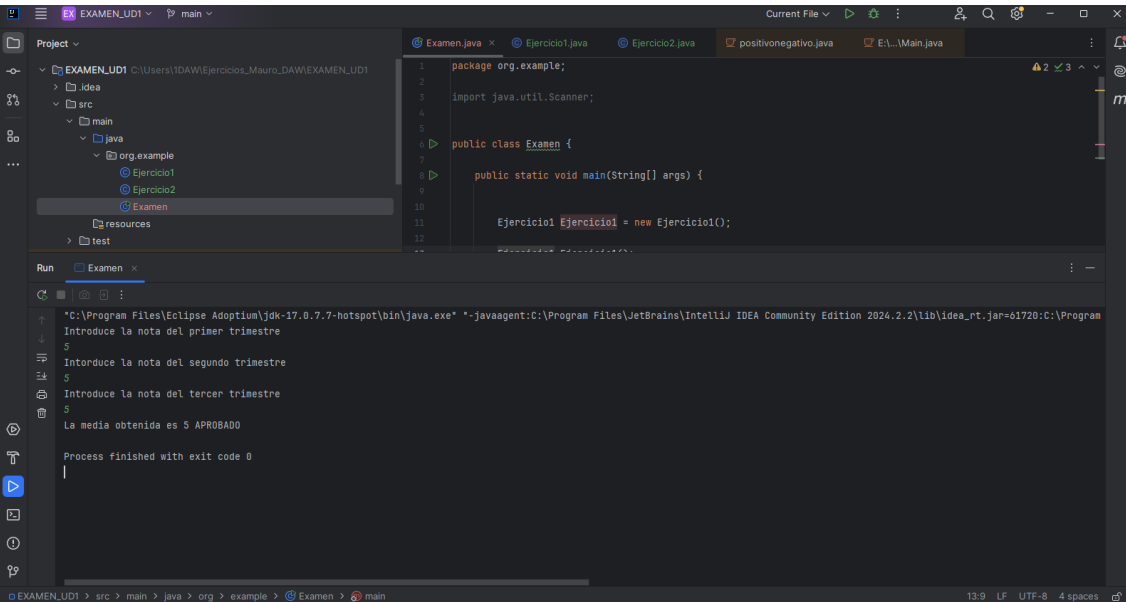 EX EXAMEN_UD1 main Current File
Project
Examen.java Ejercicio1.java Ejercicio2.java positivonegativo.java E:\...\Main.java
EXAMEN_UD1 C:\Users\1DAW\Ejercicios_Mauro_DAW\EXAMEN_UD1
.idea
src
main
java
org.example
Ejercicio1
Ejercicio2
Examen
resources
test
1 package org.example;
2
3 import java.util.Scanner;
4
5
6 public class Examen {
7
8 public static void main(String[] args) {
9
10
11 Ejercicio1 Ejercicio1 = new Ejercicio1();
12
2 3
Run Examen
"C:\Program Files\Eclipse Adoptium\jdk-17.0.7.7-hotspot\bin\java.exe" "-javaagent:C:\Program Files\JetBrains\IntelliJ IDEA Community Edition 2024.2.2\lib\idea_rt.jar=61720:C:\Program
Introduce la nota del primer trimestre
5
Intorduce la nota del segundo trimestre
5
Introduce la nota del tercer trimestre
5
La media obtenida es 5 APROBADO
Process finished with exit code 0
EXAMEN_UD1 > src > main > java > org > example > Examen > main 13:9 LF UTF-8 4 spaces